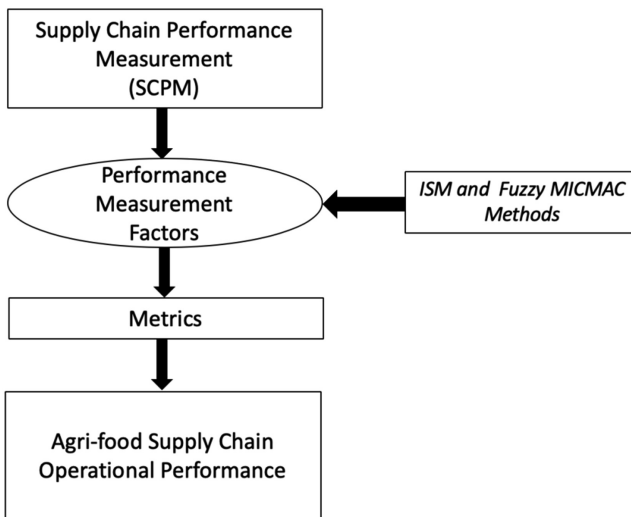 Supply Chain Performance
Measurement
(SCPM)
Performance
Measurement
Factors
ISM and Fuzzy MICMAC
Methods
Metrics
Agri-food Supply Chain
Operational Performance